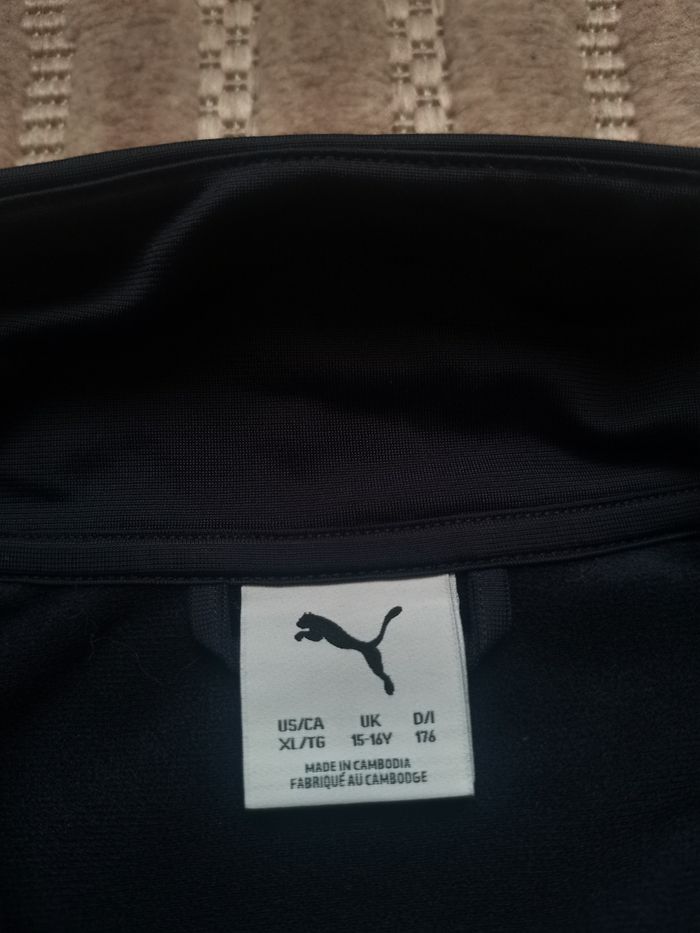 US/CA UK D/I
XL/TG 15-16Y 176
MADE IN CAMBODIA
FABRIQUÉ AU CAMBODGE